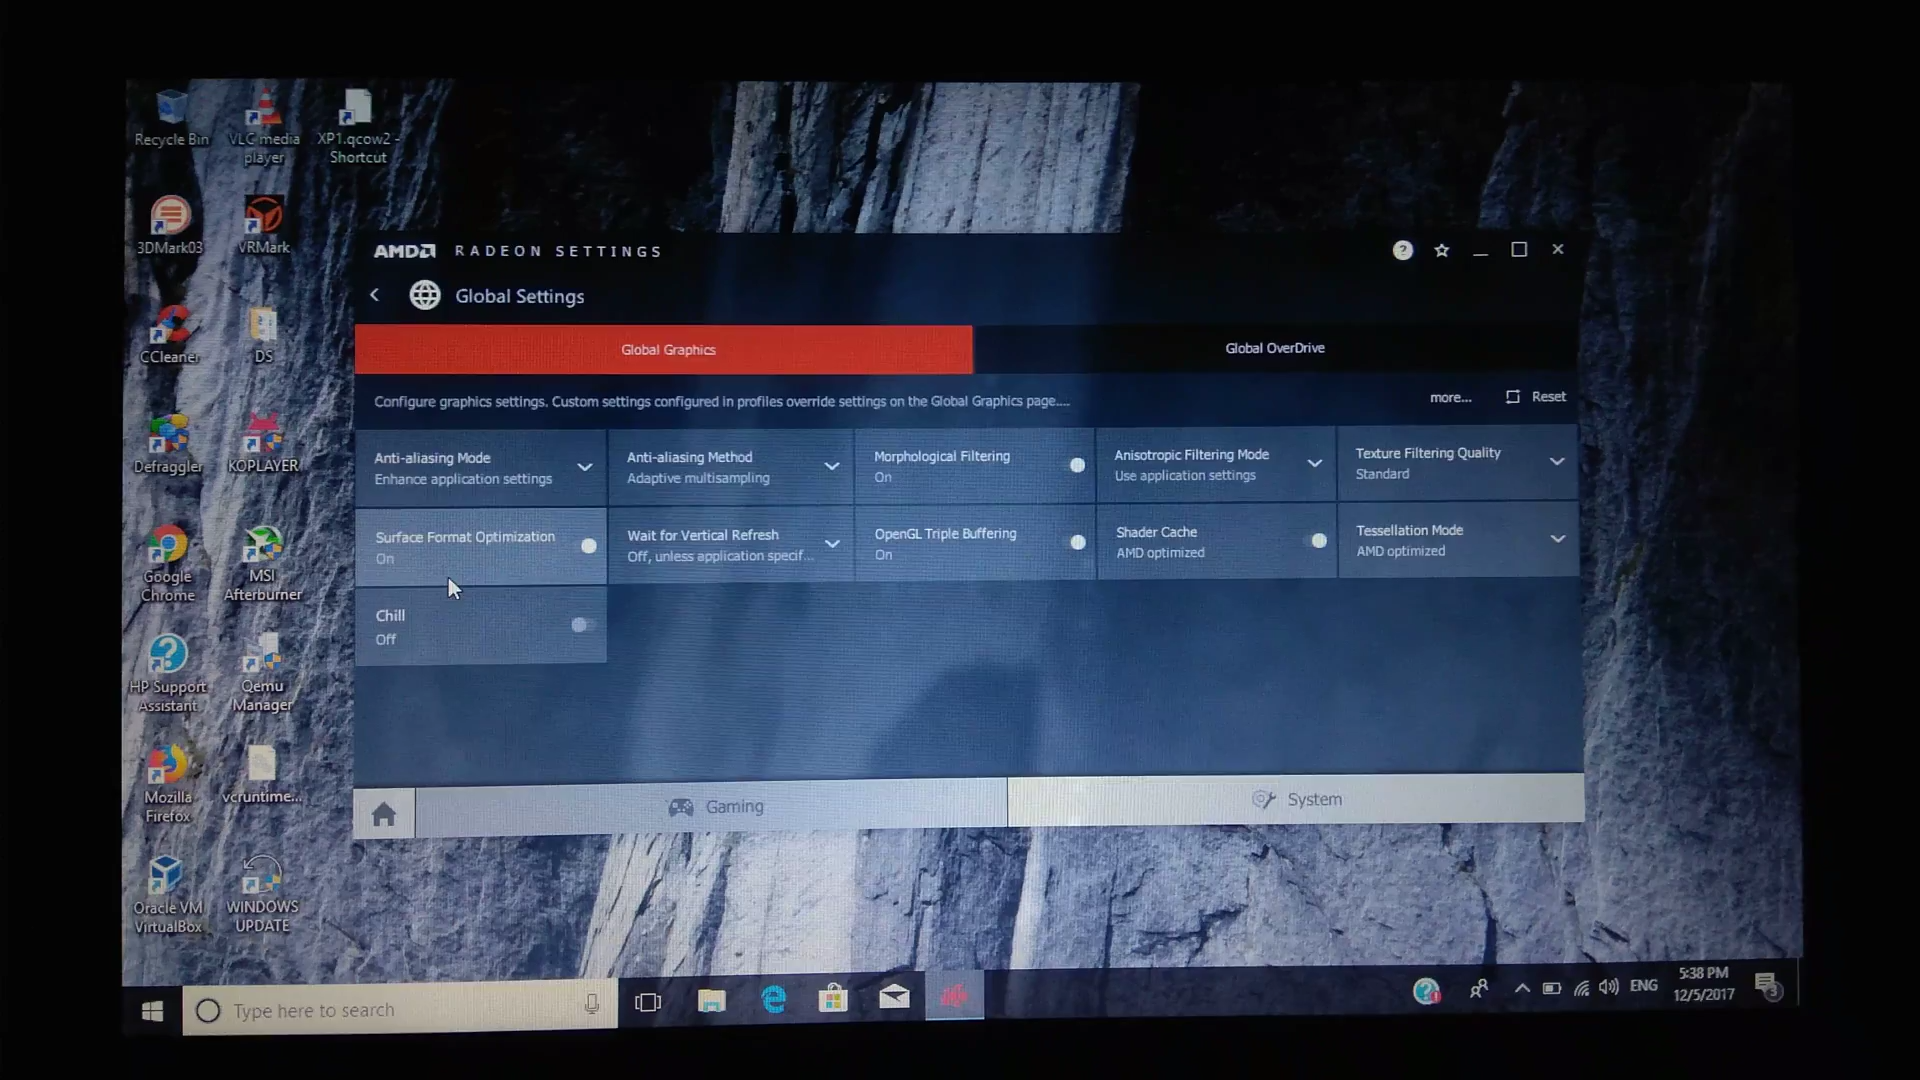 Recycle Bin
VLC media
player
XP1.qcow2 -
Shortcut
3DMark03
VRMark
CCleaner
DS
Defraggler
KOPLAYER
Google
Chrome
MSI
Afterburner
HP Support
Assistant
Qemu
Manager
Mozilla
Firefox
vcruntime...
Oracle VM
VirtualBox
WINDOWS
UPDATE
AMD RADEON SETTINGS
Global Settings
Global Graphics
Global OverDrive
Configure graphics settings. Custom settings configured in profiles override settings on the Global Graphics page....
more...
Reset
Anti-aliasing Mode
Enhance application settings
Anti-aliasing Method
Adaptive multisampling
Morphological Filtering
On
Anisotropic Filtering Mode
Use application settings
Texture Filtering Quality
Standard
Surface Format Optimization
On
Wait for Vertical Refresh
Off, unless application specif...
OpenGL Triple Buffering
On
Shader Cache
AMD optimized
Tessellation Mode
AMD optimized
Chill
Off
Gaming
System
Type here to search
ENG
5:38 PM
12/5/2017
3